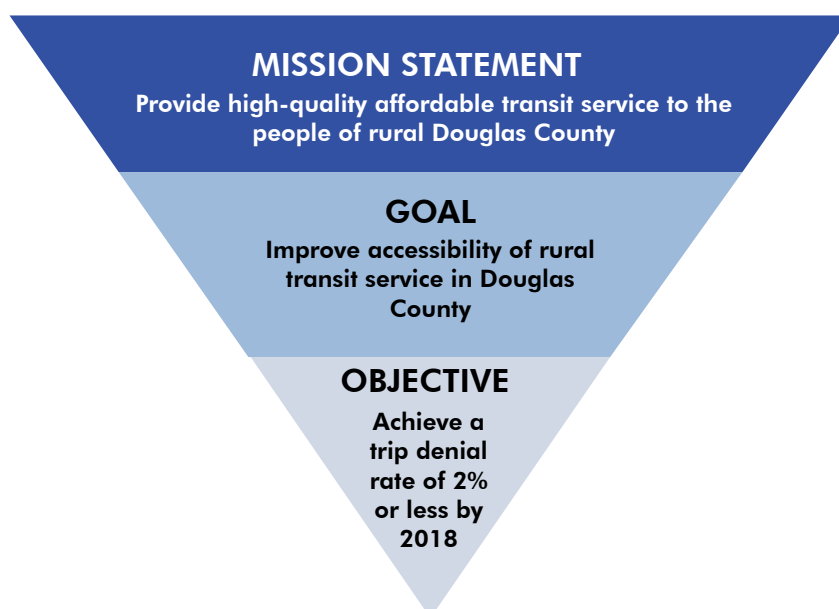 MISSION STATEMENT
Provide high-quality affordable transit service to the
people of rural Douglas County
GOAL
Improve accessibility of rural
transit service in Douglas
County
OBJECTIVE
Achieve a
trip denial
rate of 2%
or less by
2018